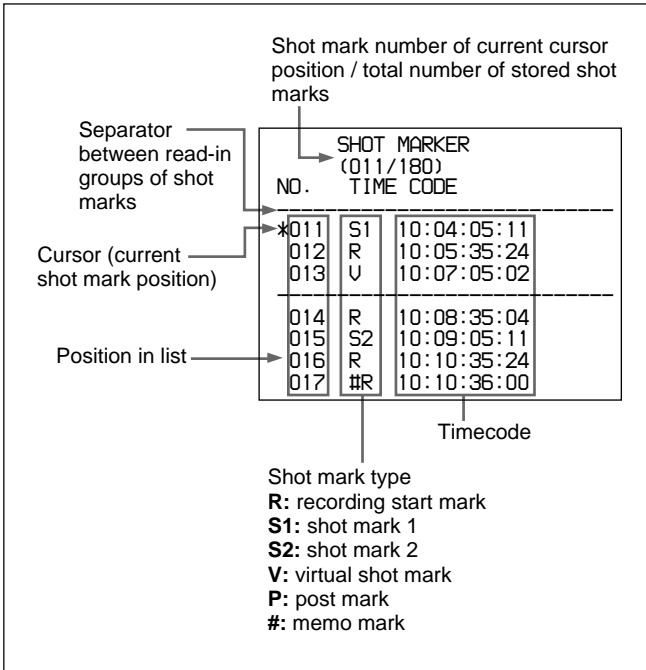 Shot mark number of current cursor
position / total number of stored shot
marks
Separator
between read-in
groups of shot
marks
SHOT MARKER
(011/180)
NO. TIME CODE
Cursor (current
shot mark position)
*011 S1 10:04:05:11
012 R 10:05:35:24
013 V 10:07:05:02
Position in list
014 R 10:08:35:04
015 S2 10:09:05:11
016 R 10:10:35:24
017 #R 10:10:36:00
Timecode
Shot mark type
R: recording start mark
S1: shot mark 1
S2: shot mark 2
V: virtual shot mark
P: post mark
#: memo mark